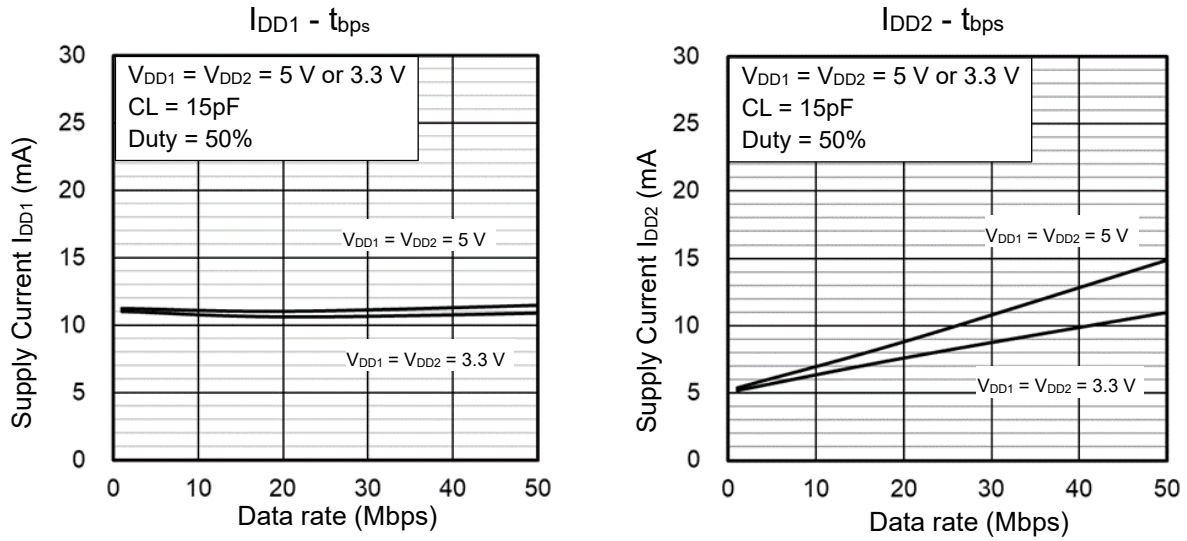 IDD1 - tbps
30
25
20
15
10
5
0
Supply Current IDD1 (mA)
VDD1 = VDD2 = 5 V or 3.3 V
CL = 15pF
Duty = 50%
VDD1 = VDD2 = 5 V
VDD1 = VDD2 = 3.3 V
0 10 20 30 40 50
Data rate (Mbps)
IDD2 - tbps
30
25
20
15
10
5
0
Supply Current IDD2 (mA
VDD1 = VDD2 = 5 V or 3.3 V
CL = 15pF
Duty = 50%
VDD1 = VDD2 = 5 V
VDD1 = VDD2 = 3.3 V
0 10 20 30 40 50
Data rate (Mbps)